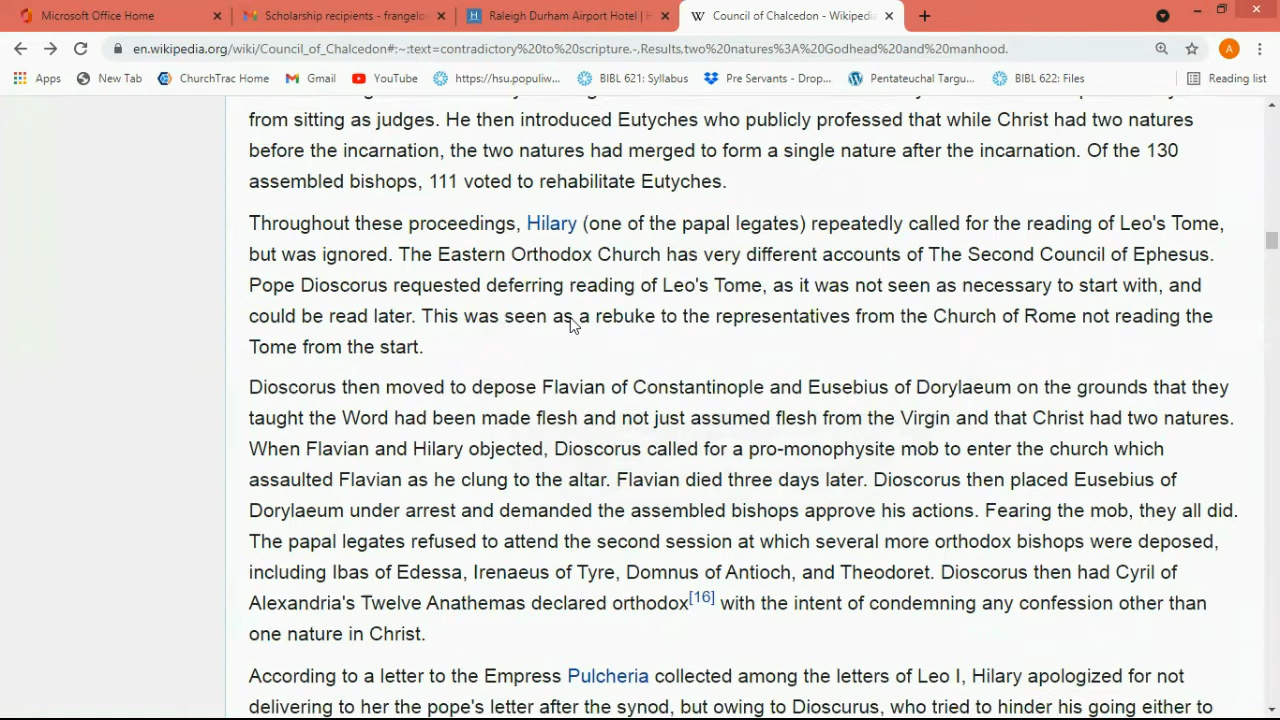 Microsoft Office Home
Scholarship recipients - frangelo
Raleigh Durham Airport Hotel | H
Council of Chalcedon - Wikipedia
en.wikipedia.org/wiki/Council_of_Chalcedon#:~:text=contradictory%20to%20scripture.-,Results,two%20natures%3A%20Godhead%20and%20manhood.
A
Apps
New Tab
ChurchTrac Home
Gmail
YouTube
https://hsu.populiw...
BIBL 621: Syllabus
Pre Servants - Drop...
Pentateuchal Targu...
BIBL 622: Files
Reading list
from sitting as judges. He then introduced Eutyches who publicly professed that while Christ had two natures
before the incarnation, the two natures had merged to form a single nature after the incarnation. Of the 130
assembled bishops, 111 voted to rehabilitate Eutyches.
Throughout these proceedings, Hilary (one of the papal legates) repeatedly called for the reading of Leo's Tome,
but was ignored. The Eastern Orthodox Church has very different accounts of The Second Council of Ephesus.
Pope Dioscorus requested deferring reading of Leo's Tome, as it was not seen as necessary to start with, and
could be read later. This was seen as a rebuke to the representatives from the Church of Rome not reading the
Tome from the start.
Dioscorus then moved to depose Flavian of Constantinople and Eusebius of Dorylaeum on the grounds that they
taught the Word had been made flesh and not just assumed flesh from the Virgin and that Christ had two natures.
When Flavian and Hilary objected, Dioscorus called for a pro-monophysite mob to enter the church which
assaulted Flavian as he clung to the altar. Flavian died three days later. Dioscorus then placed Eusebius of
Dorylaeum under arrest and demanded the assembled bishops approve his actions. Fearing the mob, they all did.
The papal legates refused to attend the second session at which several more orthodox bishops were deposed,
including Ibas of Edessa, Irenaeus of Tyre, Domnus of Antioch, and Theodoret. Dioscorus then had Cyril of
Alexandria's Twelve Anathemas declared orthodox[16] with the intent of condemning any confession other than
one nature in Christ.
According to a letter to the Empress Pulcheria collected among the letters of Leo I, Hilary apologized for not
delivering to her the pope's letter after the synod, but owing to Dioscurus, who tried to hinder his going either to